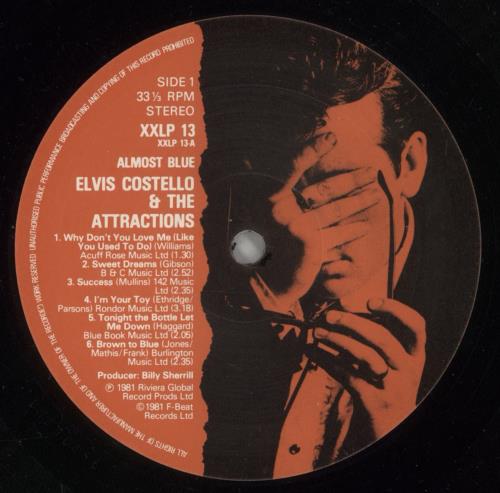 ALL RIGHTS OF THE MANUFACTURER AND OF THE OWNER OF THE RECORDED WORK RESERVED UNAUTHORISED PUBLIC PERFORMANCE BROADCASTING AND COPYING OF THIS RECORD PROHIBITED
SIDE 1
33⅓ RPM
STEREO
XXLP 13
XXLP 13-A
ALMOST BLUE
ELVIS COSTELLO
& THE
ATTRACTIONS
1. Why Don't You Love Me (Like
You Used To Do) (Williams)
Acuff Rose Music Ltd (1.30)
2. Sweet Dreams (Gibson)
B & C Music Ltd (2.52)
3. Success (Mullins) 142 Music
Ltd (2.35)
4. I'm Your Toy (Ethridge/
Parsons) Rondor Music Ltd (3.18)
5. Tonight the Bottle Let
Me Down (Haggard)
Blue Book Music Ltd (2.05)
6. Brown to Blue (Jones/
Mathis/Frank) Burlington
Music Ltd (2.35)
Producer: Billy Sherrill
℗ 1981 Riviera Global
Record Prods Ltd
© 1981 F-Beat
Records Ltd